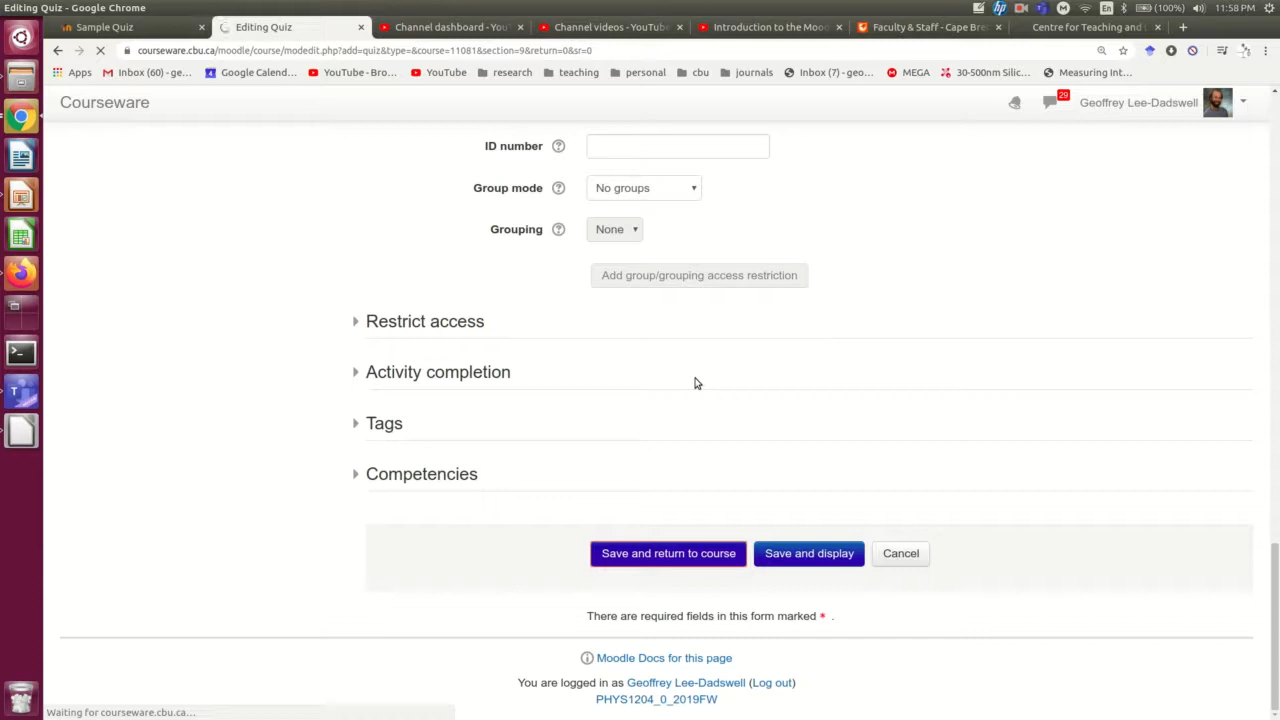 Editing Quiz - Google Chrome
(100%) 11:58 PM
Sample Quiz
Editing Quiz
Channel dashboard - You
Channel videos - YouTube
Introduction to the Moo
Faculty & Staff - Cape Bre
Centre for Teaching and
courseware.cbu.ca/moodle/course/modedit.php?add=quiz&type=&course=11081&section=9&return=0&sr=0
Apps Inbox (60) - ge... Google Calend... YouTube - Bro... YouTube research teaching personal cbu journals Inbox (7) - geo... MEGA 30-500nm Silic... Measuring Int...
Courseware
29
Geoffrey Lee-Dadswell
ID number
Group mode
No groups
Grouping
None
Add group/grouping access restriction
Restrict access
Activity completion
Tags
Competencies
Save and return to course
Save and display
Cancel
There are required fields in this form marked * .
Moodle Docs for this page
You are logged in as Geoffrey Lee-Dadswell (Log out)
PHYS1204_0_2019FW
Waiting for courseware.cbu.ca...